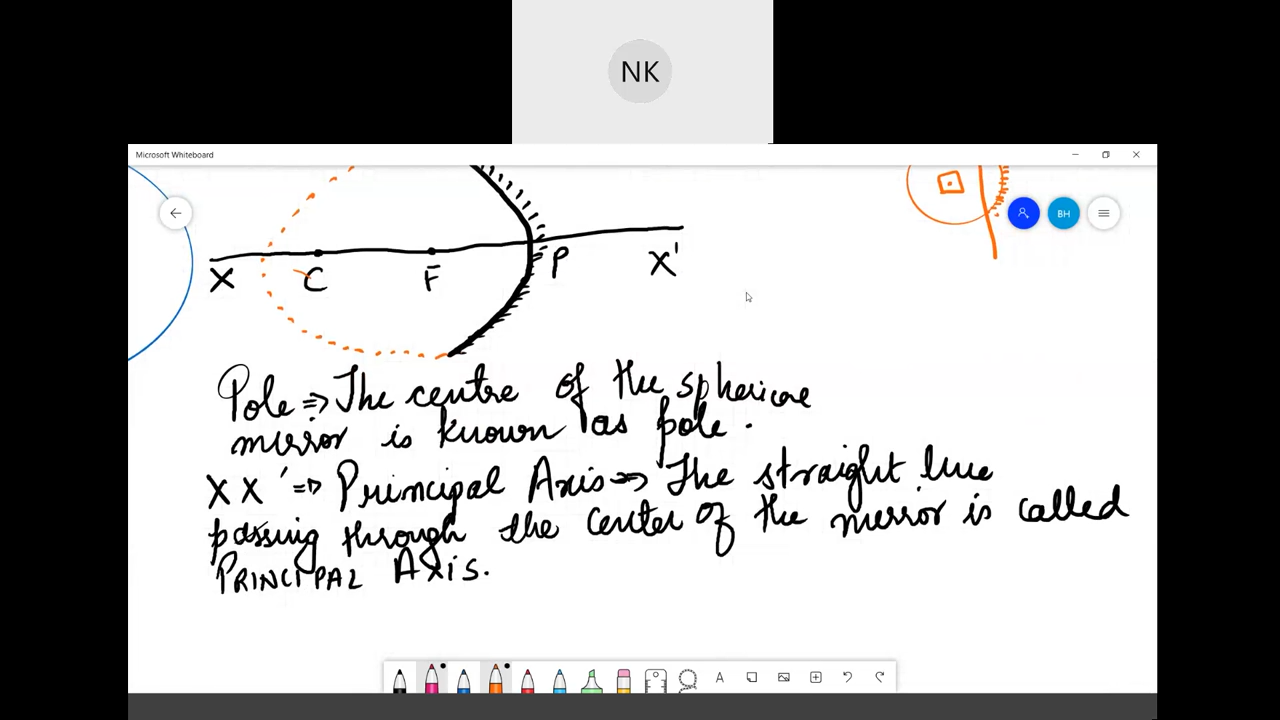 NK
Microsoft Whiteboard
BH
X C F P X'
Pole ⇒ The centre of the spherical
mirror is known as pole.
XX' ⇒ Principal Axis ⇒ The straight line
passing through the center of the mirror is called
PRINCIPAL Axis.
A